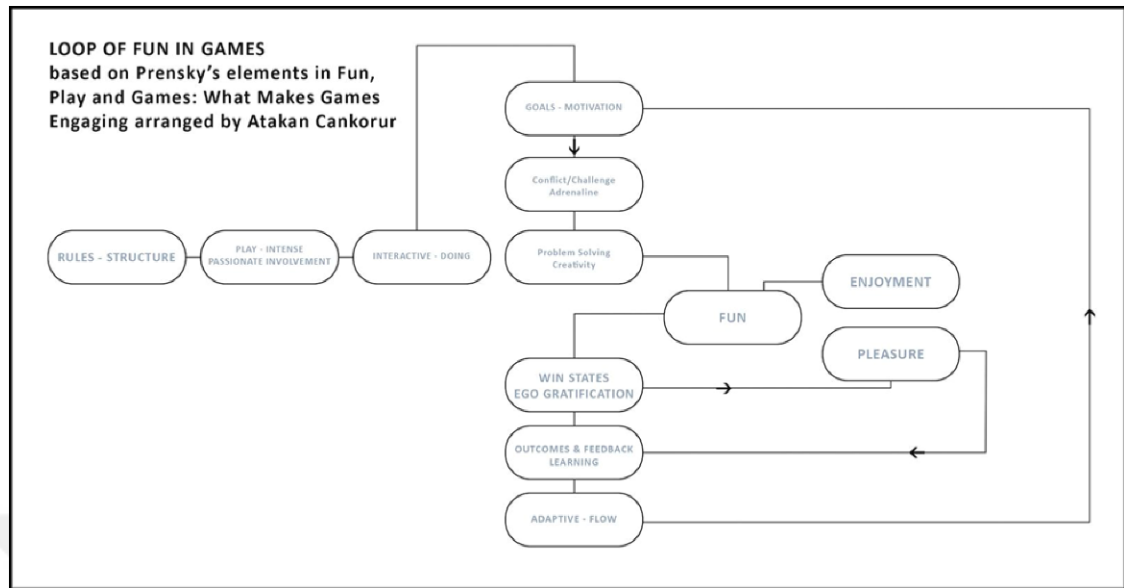 LOOP OF FUN IN GAMES
based on Prensky's elements in Fun,
Play and Games: What Makes Games
Engaging arranged by Atakan Cankorur
GOALS - MOTIVATION
Conflict/Challenge
Adrenaline
RULES - STRUCTURE
PLAY - INTENSE
PASSIONATE INVOLVEMENT
INTERACTIVE - DOING
Problem Solving
Creativity
ENJOYMENT
FUN
PLEASURE
WIN STATES
EGO GRATIFICATION
OUTCOMES & FEEDBACK
LEARNING
ADAPTIVE - FLOW